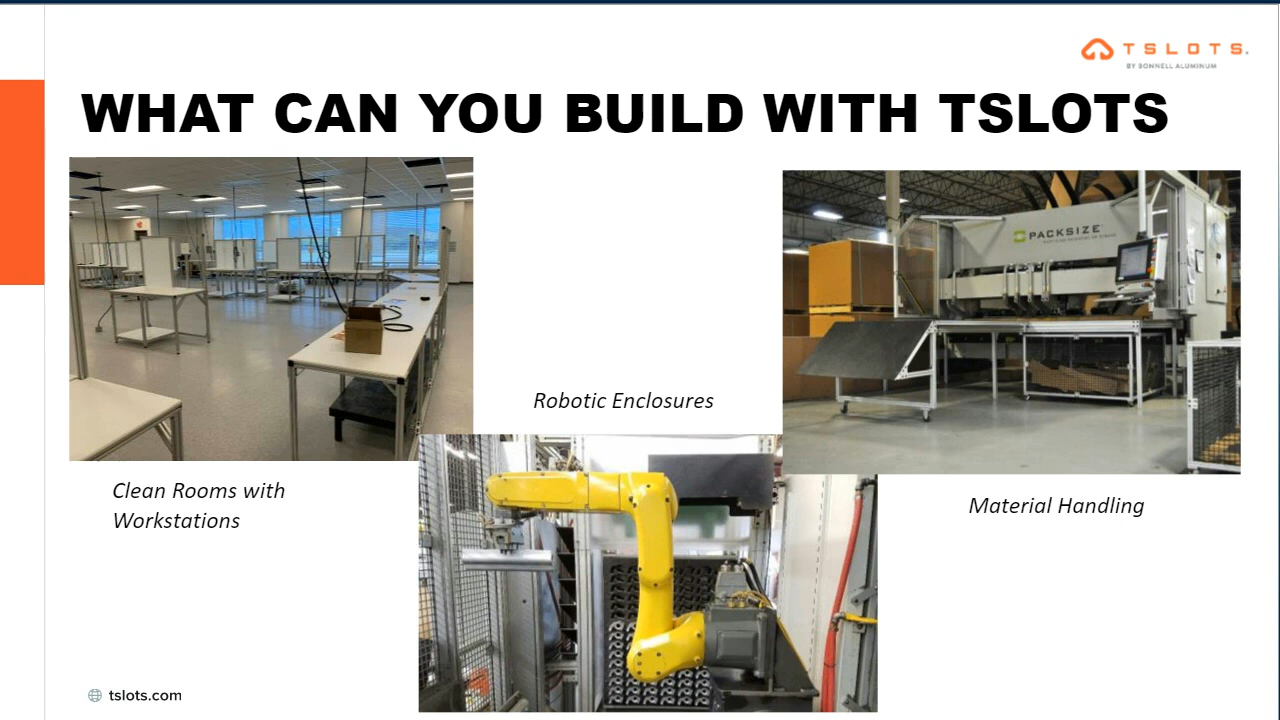 TSLOTS.
BY BONNELL ALUMINUM
WHAT CAN YOU BUILD WITH TSLOTS
PACKSIZE
Robotic Enclosures
Clean Rooms with
Workstations
Material Handling
tslots.com